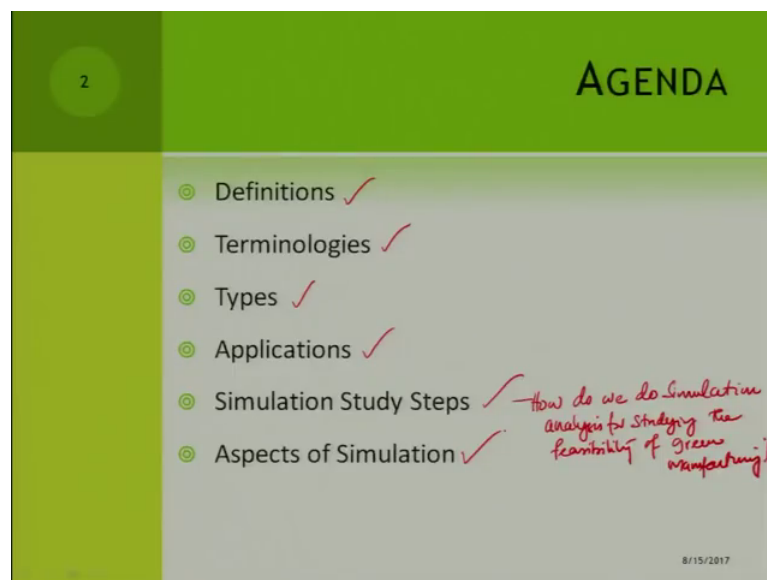 2
AGENDA
Definitions
Terminologies
Types
Applications
Simulation Study Steps
– How do we do Simulation
analysis for studying the
feasibility of green
manufacturing
Aspects of Simulation
8/15/2017